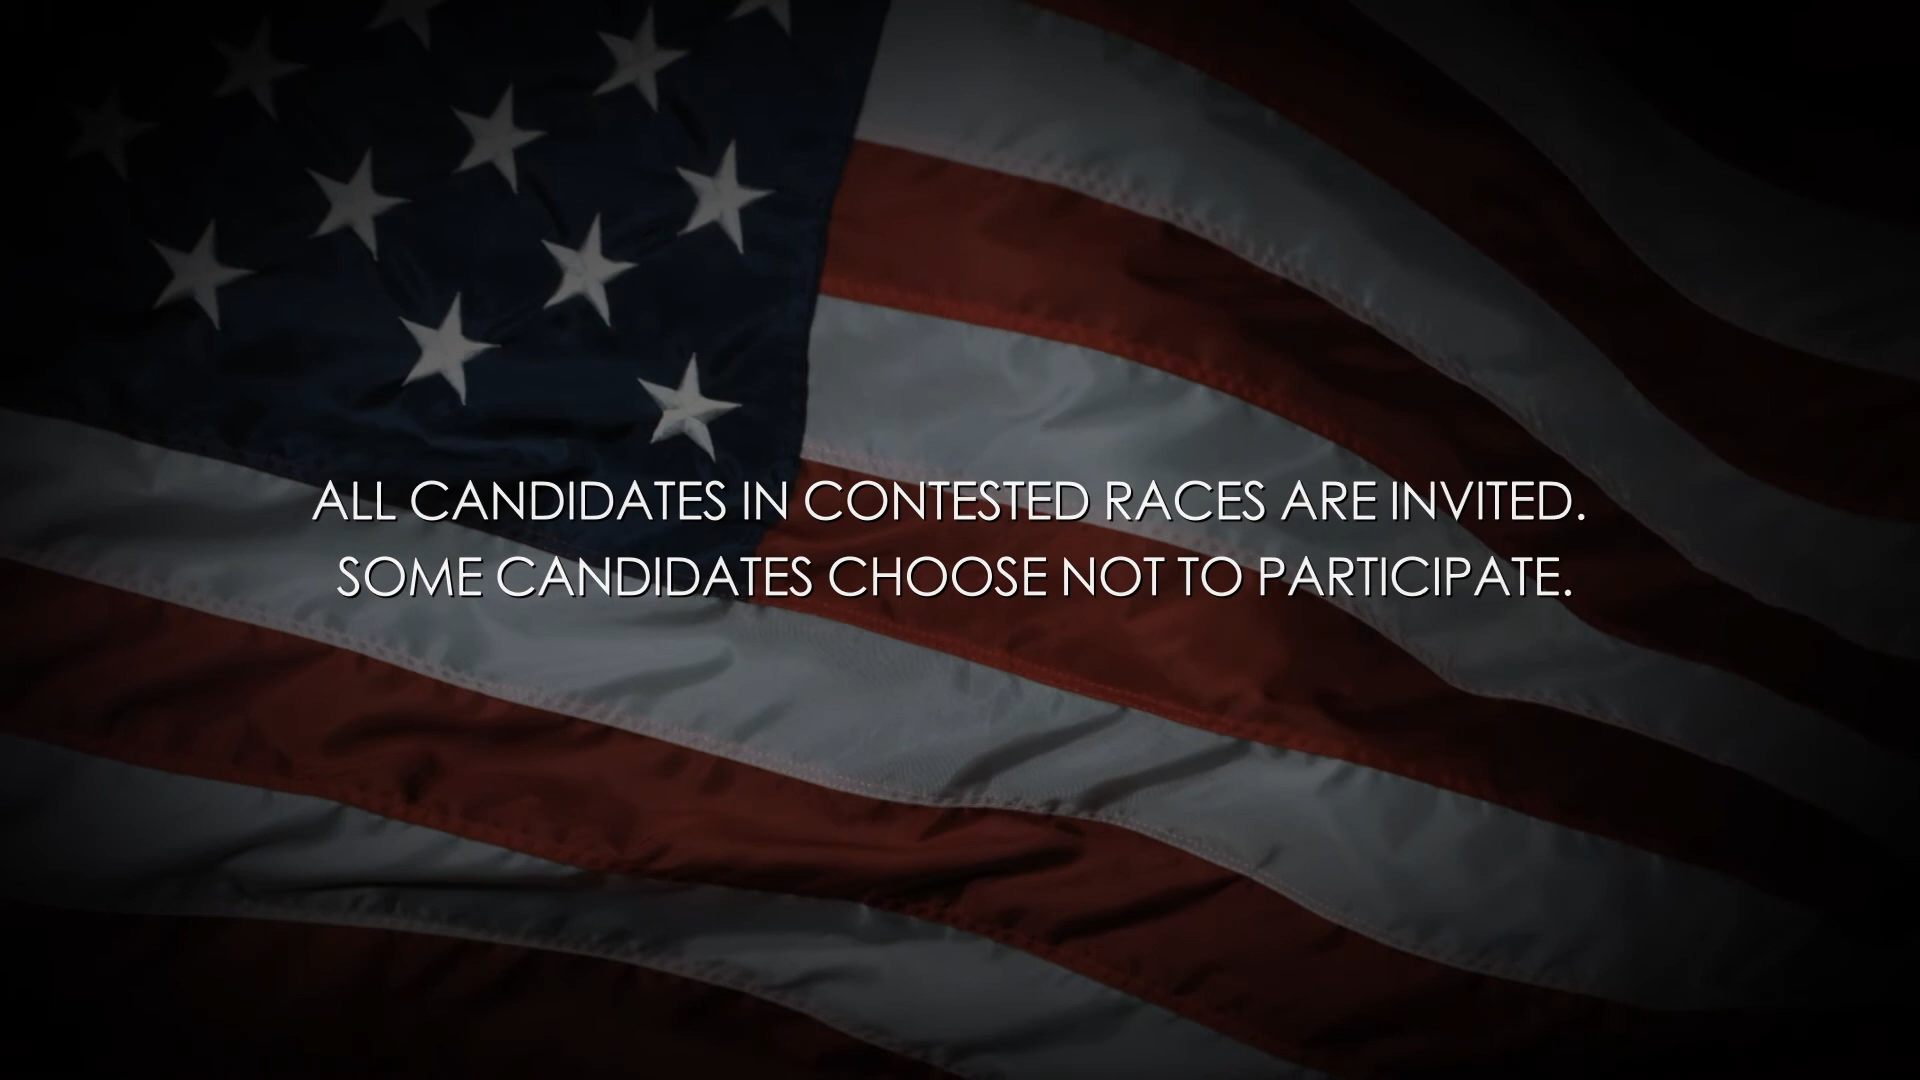 ALL CANDIDATES IN CONTESTED RACES ARE INVITED.
SOME CANDIDATES CHOOSE NOT TO PARTICIPATE.